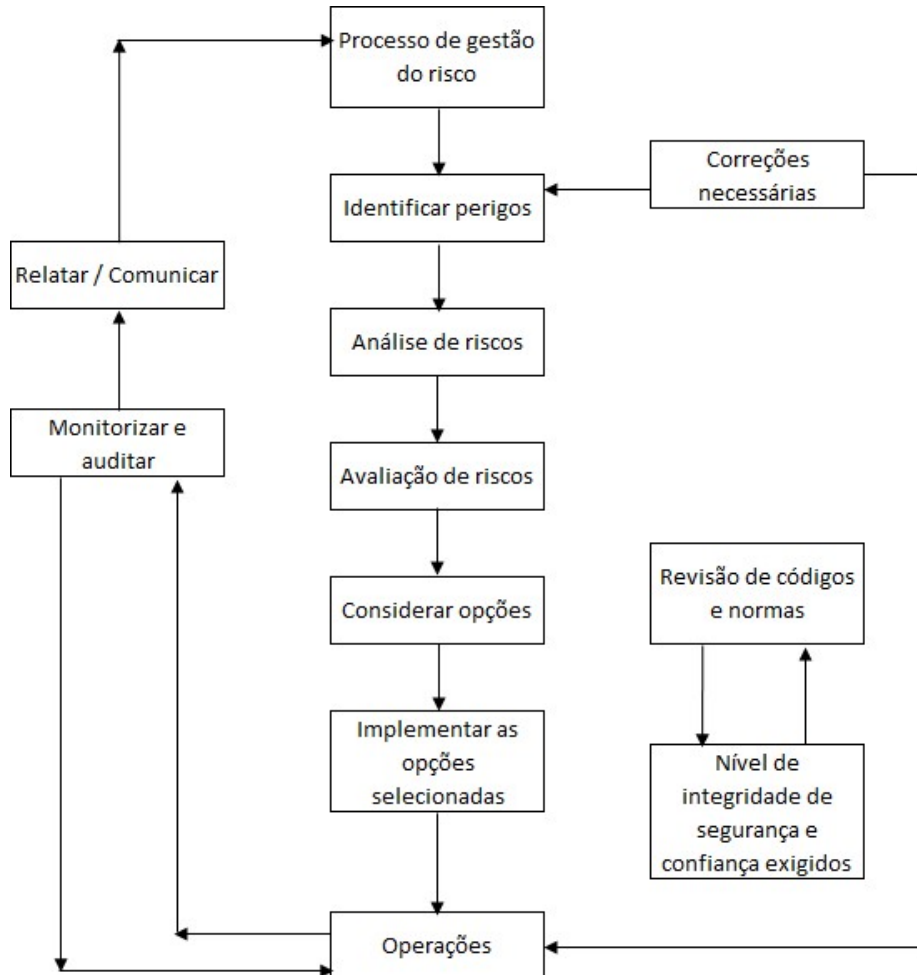 Processo de gestão
do risco
Correções
necessárias
Identificar perigos
Relatar / Comunicar
Análise de riscos
Monitorizar e
auditar
Avaliação de riscos
Revisão de códigos
e normas
Considerar opções
Implementar as
opções
selecionadas
Nível de
integridade de
segurança e
confiança exigidos
Operações